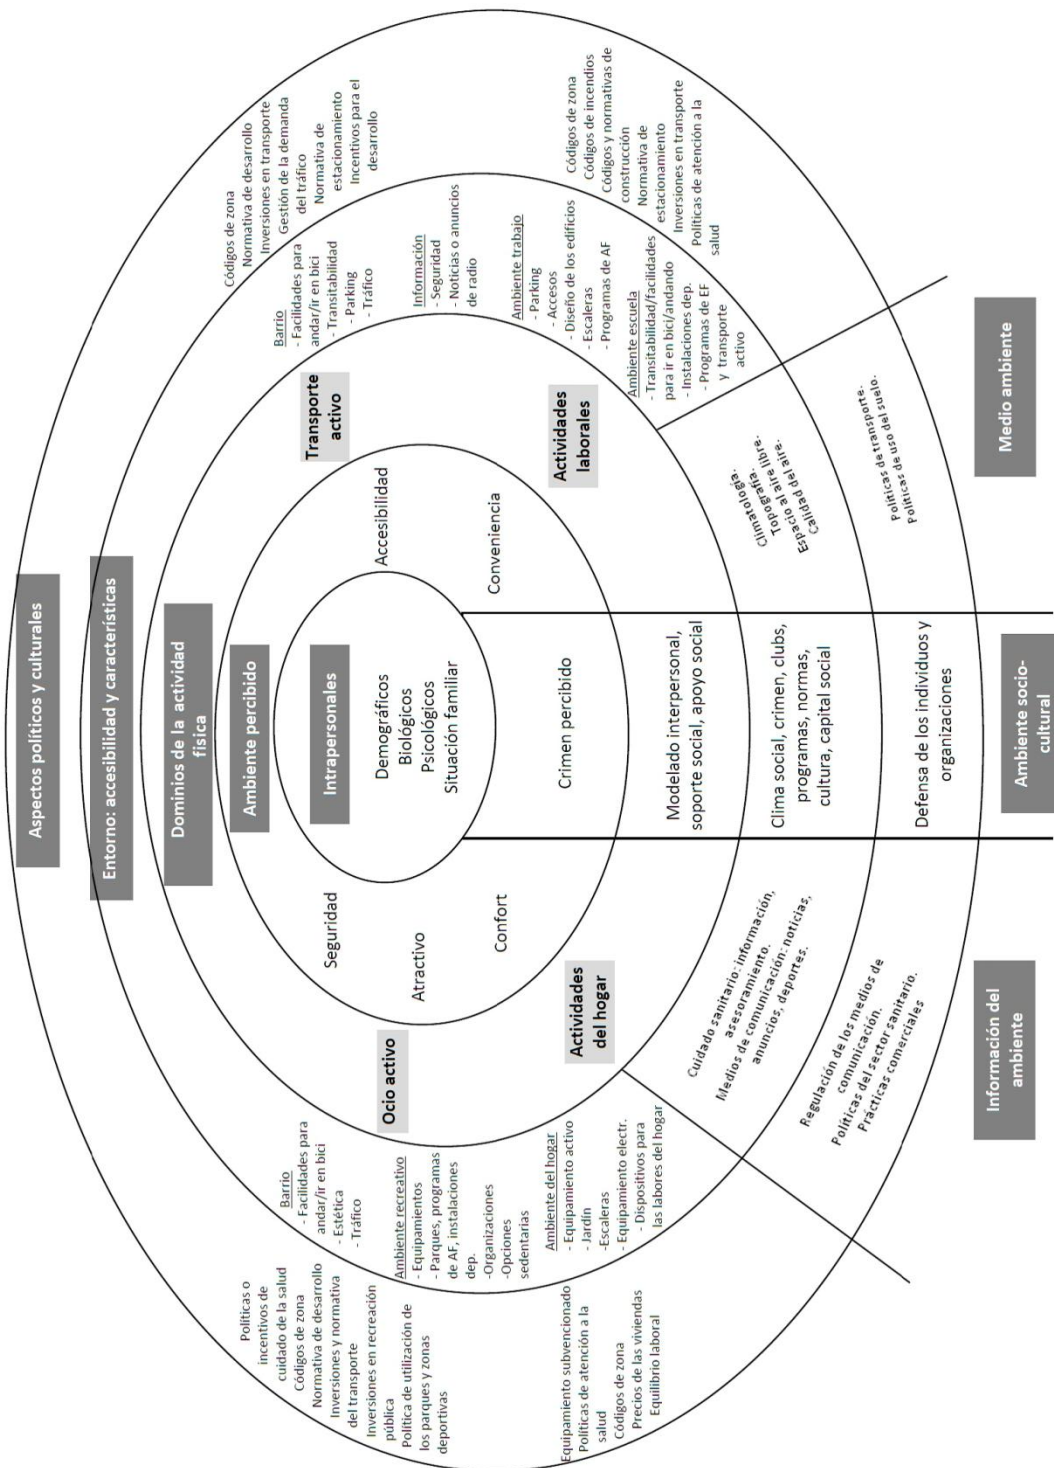 Aspectos políticos y culturales
Entorno: accesibilidad y características
Dominios de la actividad
física
Ambiente percibido
Intrapersonales
Demográficos
Biológicos
Psicológicos
Situación familiar
Seguridad
Atractivo
Confort
Accesibilidad
Conveniencia
Crimen percibido
Ocio activo
Actividades
del hogar
Transporte
activo
Actividades
laborales
Modelado interpersonal,
soporte social, apoyo social
Clima social, crimen, clubs,
programas, normas,
cultura, capital social
Defensa de los individuos y
organizaciones
Barrio
- Facilidades para
andar/ir en bici
- Estética
- Tráfico
Ambiente recreativo
- Equipamientos
- Parques, programas
de AF, instalaciones
dep.
-Organizaciones
-Opciones
sedentarias
Ambiente del hogar
- Equipamiento activo
- Jardín
-Escaleras
- Equipamiento electr.
- Dispositivos para
las labores del hogar
Políticas o
incentivos de
cuidado de la salud
Códigos de zona
Normativa de desarrollo
Inversiones y normativa
del transporte
Inversiones en recreación
pública
Política de utilización de
los parques y zonas
deportivas
Equipamiento subvencionado
Políticas de atención a la
salud
Códigos de zona
Precios de las viviendas
Equilibrio laboral
Barrio
- Facilidades para
andar/ir en bici
- Transitabilidad
- Parking
- Tráfico
Información
- Seguridad
- Noticias o anuncios
de radio
Ambiente trabajo
- Parking
- Accesos
- Diseño de los edificios
- Escaleras
- Programas de AF
Ambiente escuela
- Transitabilidad/facilidades
para ir en bici/andando
- Instalaciones dep.
- Programas de EF
y transporte
activo
Códigos de zona
Normativa de desarrollo
Inversiones en transporte
Gestión de la demanda
del tráfico
Normativa de
estacionamiento
Incentivos para el
desarrollo
Códigos de zona
Códigos de incendios
Códigos y normativas de
construcción
Normativa de
estacionamiento
Inversiones en transporte
Políticas de atención a la
salud
Cuidado sanitario: información,
asesoramiento.
Medios de comunicación: noticias,
anuncios, deportes.
Regulación de los medios de
comunicación.
Políticas del sector sanitario.
Prácticas comerciales
Climatología.
Topografía.
Espacio al aire libre.
Calidad del aire.
Políticas de transporte.
Políticas de uso del suelo.
Información del
ambiente
Ambiente socio-
cultural
Medio ambiente